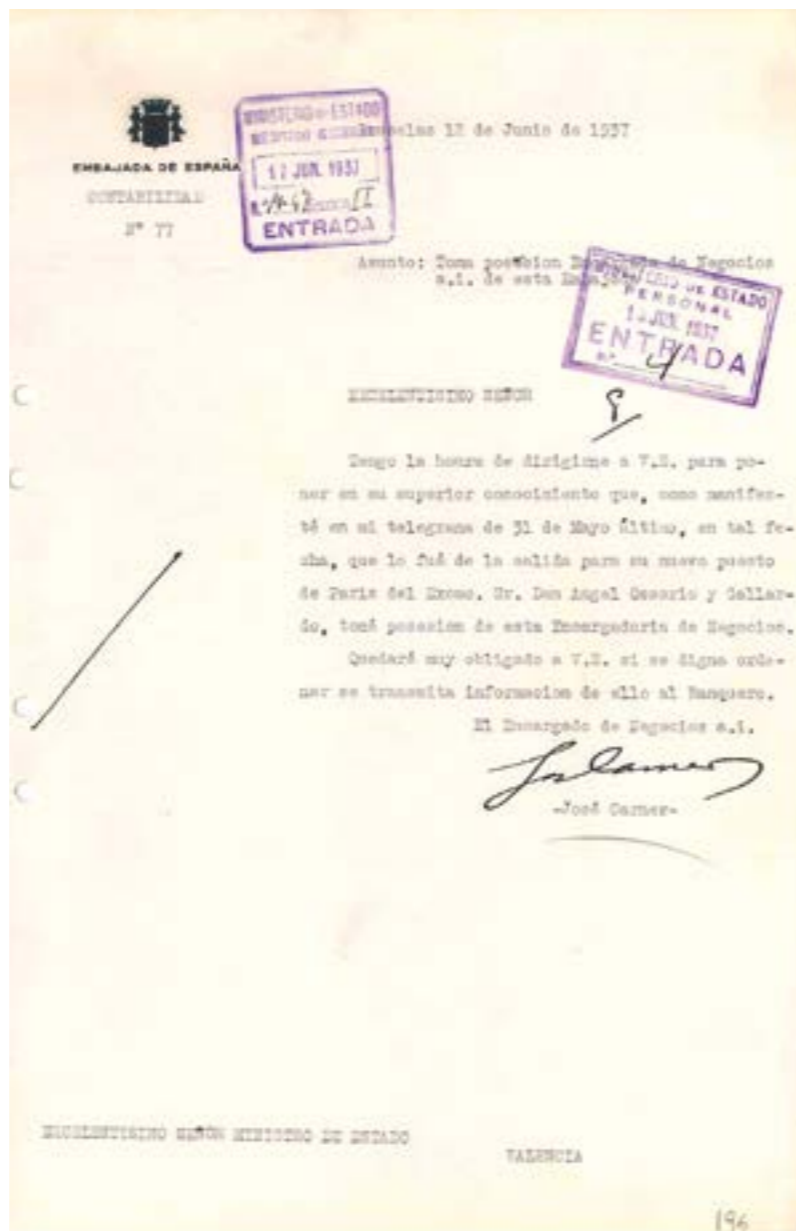 EMBAJADA DE ESPAÑA
CONTABILIDAD
Nº 77
MINISTERIO DE ESTADO
JUN. 1937
ENTRADA
Bruselas 12 de Junio de 1937
Asunto: Toma posesion de Negocios
a.i. de esta
MINISTERIO DE ESTADO
PERSONAL
JUN. 1937
ENTRADA
Nº 4
EXCELENTISIMO SEÑOR
Tengo la honra de dirigirme a V.E. para po-
ner en su superior conocimiento que, como manifes-
té en mi telegrama de 31 de Mayo último, en tal fe-
cha, que lo fué de la salida para su nuevo puesto
de Paris del Excmo. Sr. Don Angel Ossorio y Gallar-
do, tomé posesion de esta Encargaduria de Negocios.
Quedaré muy obligado a V.E. si se digna orde-
nar se transmita informacion de ello al Banquero.
El Encargado de Negocios a.i.
-José Carner-
EXCELENTISIMO SEÑOR MINISTRO DE ESTADO
VALENCIA
196